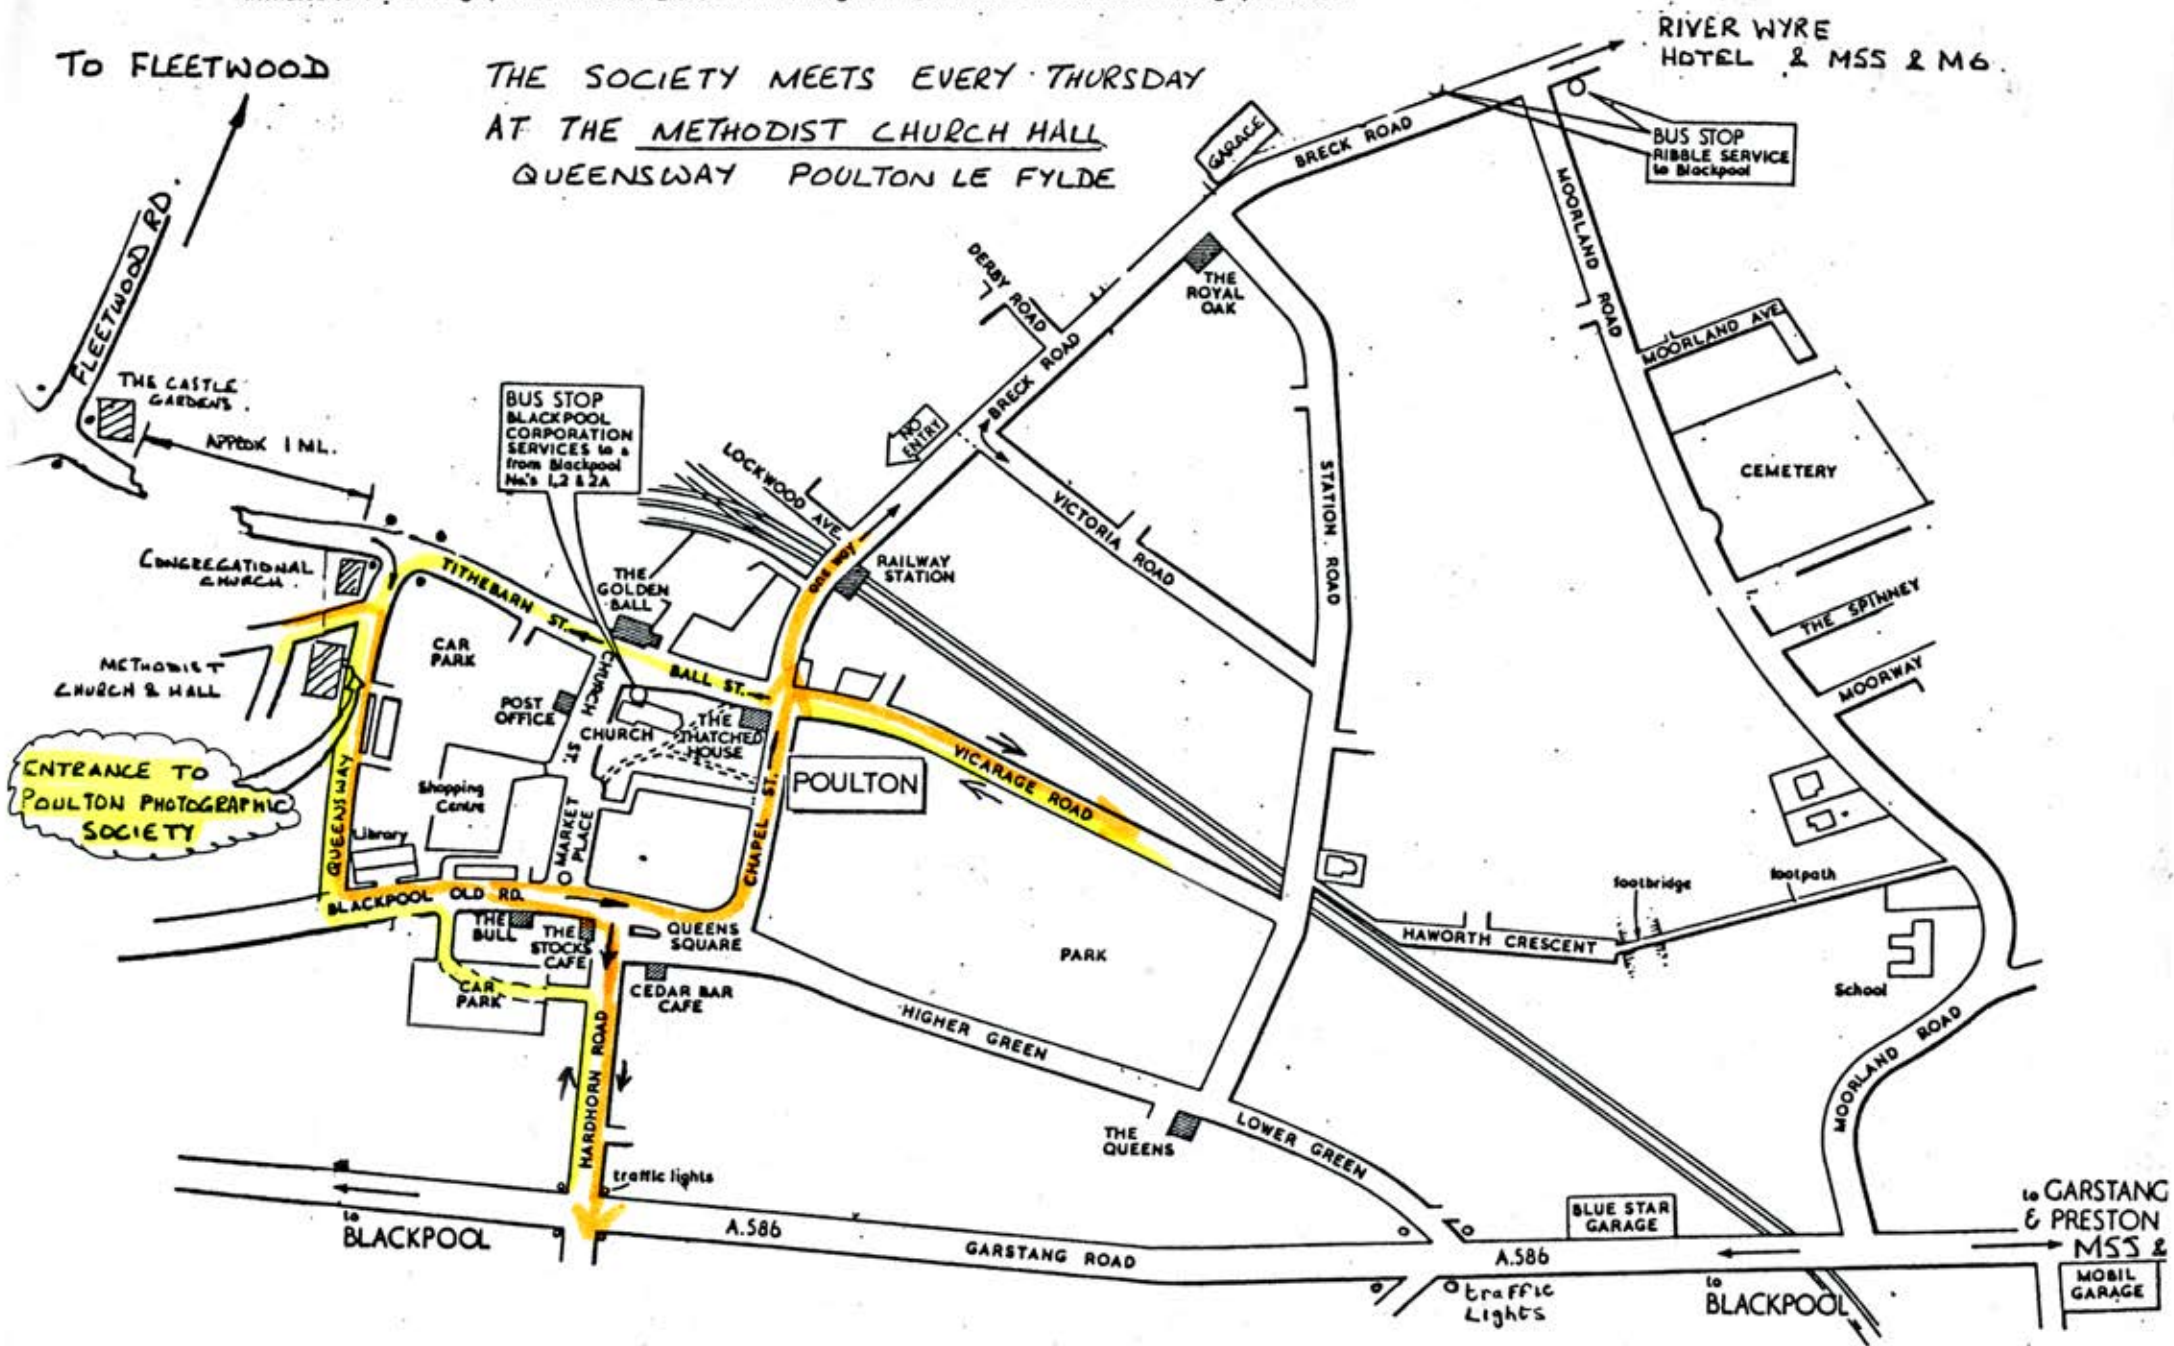 RIVER WYRE
HOTEL & M55 & M6.
TO FLEETWOOD
THE SOCIETY MEETS EVERY THURSDAY
AT THE METHODIST CHURCH HALL
QUEENSWAY POULTON LE FYLDE
GARAGE
BRECK ROAD
BUS STOP
RIBBLE SERVICE
to Blackpool
MOORLAND ROAD
FLEETWOOD RD.
DERBY ROAD
THE
ROYAL
OAK
BRECK ROAD
MOORLAND AVE
THE CASTLE
GARDENS.
APPROX 1 ML.
BUS STOP
BLACKPOOL
CORPORATION
SERVICES to &
from Blackpool
No.'s 1,2 & 2A
NO
ENTRY
LOCKWOOD AVE.
STATION ROAD
CEMETERY
VICTORIA ROAD
one way
RAILWAY
STATION
CONGREGATIONAL
CHURCH.
TITHEBARN ST.
THE
GOLDEN
BALL
THE SPINNEY
CAR
PARK
METHODIST
CHURCH & HALL
CHURCH ST.
BALL ST.
MOORWAY
POST
OFFICE
CHURCH
THE
THATCHED
HOUSE
VICARAGE ROAD
ENTRANCE TO
POULTON PHOTOGRAPHIC
SOCIETY
QUEENSWAY
Shopping
Centre
MARKET
PLACE
CHAPEL ST.
POULTON
Library
BLACKPOOL OLD RD.
THE
BULL
THE
STOCKS
CAFE
QUEENS
SQUARE
footbridge
footpath
HAWORTH CRESCENT
PARK
CAR
PARK
CEDAR BAR
CAFE
School
HIGHER GREEN
HARDHORN ROAD
MOORLAND ROAD
THE
QUEENS
LOWER GREEN
traffic lights
to
BLACKPOOL
A.586
GARSTANG ROAD
BLUE STAR
GARAGE
A.586
to GARSTANG
& PRESTON
M55 &
traffic
Lights
to
BLACKPOOL
MOBIL
GARAGE